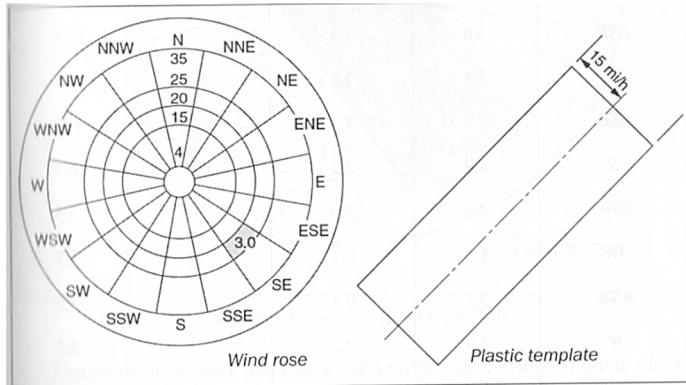 N
NNE
NE
ENE
E
ESE
SE
SSE
S
SSW
SW
WSW
W
WNW
NW
NNW
35
25
20
15
4
3.0
Wind rose
15 mi/h
Plastic template